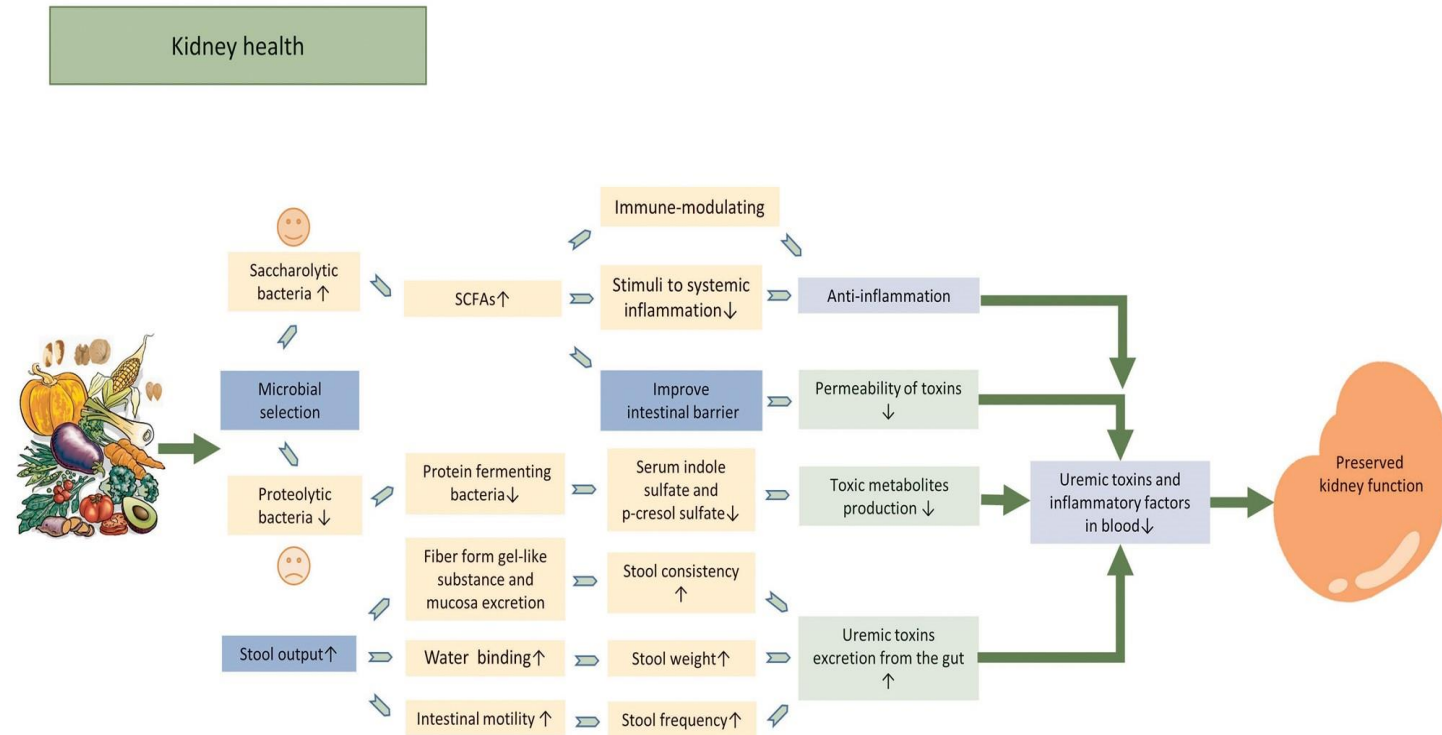 Kidney health
Immune-modulating
Saccharolytic
bacteria ↑
SCFAs↑
Stimuli to systemic
inflammation↓
Anti-inflammation
Microbial
selection
Improve
intestinal barrier
Permeability of toxins
↓
Proteolytic
bacteria ↓
Protein fermenting
bacteria↓
Serum indole
sulfate and
p-cresol sulfate↓
Toxic metabolites
production ↓
Uremic toxins and
inflammatory factors
in blood↓
Preserved
kidney function
Fiber form gel-like
substance and
mucosa excretion
Stool consistency
↑
Stool output↑
Water binding↑
Stool weight↑
Uremic toxins
excretion from the gut
↑
Intestinal motility ↑
Stool frequency↑